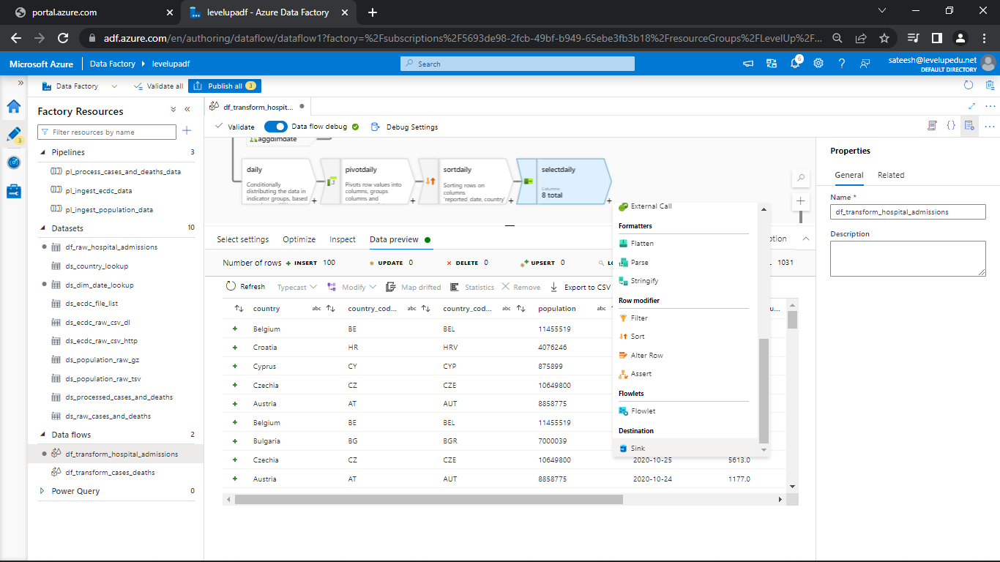 portal.azure.com
levelupadf - Azure Data Factory
adf.azure.com/en/authoring/dataflow/dataflow1?factory=%2Fsubscriptions%2F5693de98-2fcb-49bf-b949-65ebe3fb3b18%2FresourceGroups%2FLevelUp%2F...
Microsoft Azure
Data Factory
levelupadf
Search
6
sateesh@levelupedu.net
DEFAULT DIRECTORY
Data Factory
Validate all
Publish all 3
3
Factory Resources
Filter resources by name
Pipelines 3
pl_process_cases_and_deaths_data
pl_ingest_ecdc_data
pl_ingest_population_data
Datasets 10
df_raw_hospital_admissions
ds_country_lookup
ds_dim_date_lookup
ds_ecdc_file_list
ds_ecdc_raw_csv_dl
ds_ecdc_raw_csv_http
ds_population_raw_gz
ds_population_raw_tsv
ds_processed_cases_and_deaths
ds_raw_cases_and_deaths
Data flows 2
df_transform_hospital_admissions
df_transform_cases_deaths
Power Query 0
df_transform_hospit...
Validate
Data flow debug
Debug Settings
aggdimdate
daily
Conditionally
distributing the data in
indicator groups, based
pivotdaily
Pivots row values into
columns, groups
columns and
sortdaily
Sorting rows on
columns
'reported_date, country'
selectdaily
Columns:
8 total
Select settings
Optimize
Inspect
Data preview
Number of rows
INSERT 100
UPDATE 0
DELETE 0
UPSERT 0
1031
Refresh
Typecast
Modify
Map drifted
Statistics
Remove
Export to CSV
country abc country_cod... abc country_cod... abc population abc
Belgium BE BEL 11455519
Croatia HR HRV 4076246
Cyprus CY CYP 875899
Czechia CZ CZE 10649800
Austria AT AUT 8858775
Belgium BE BEL 11455519
Bulgaria BG BGR 7000039
Czechia CZ CZE 10649800 2020-10-25 5613.0
Austria AT AUT 8858775 2020-10-24 1177.0
External Call
Formatters
Flatten
Parse
Stringify
Row modifier
Filter
Sort
Alter Row
Assert
Flowlets
Flowlet
Destination
Sink
Properties
General
Related
Name *
df_transform_hospital_admissions
Description